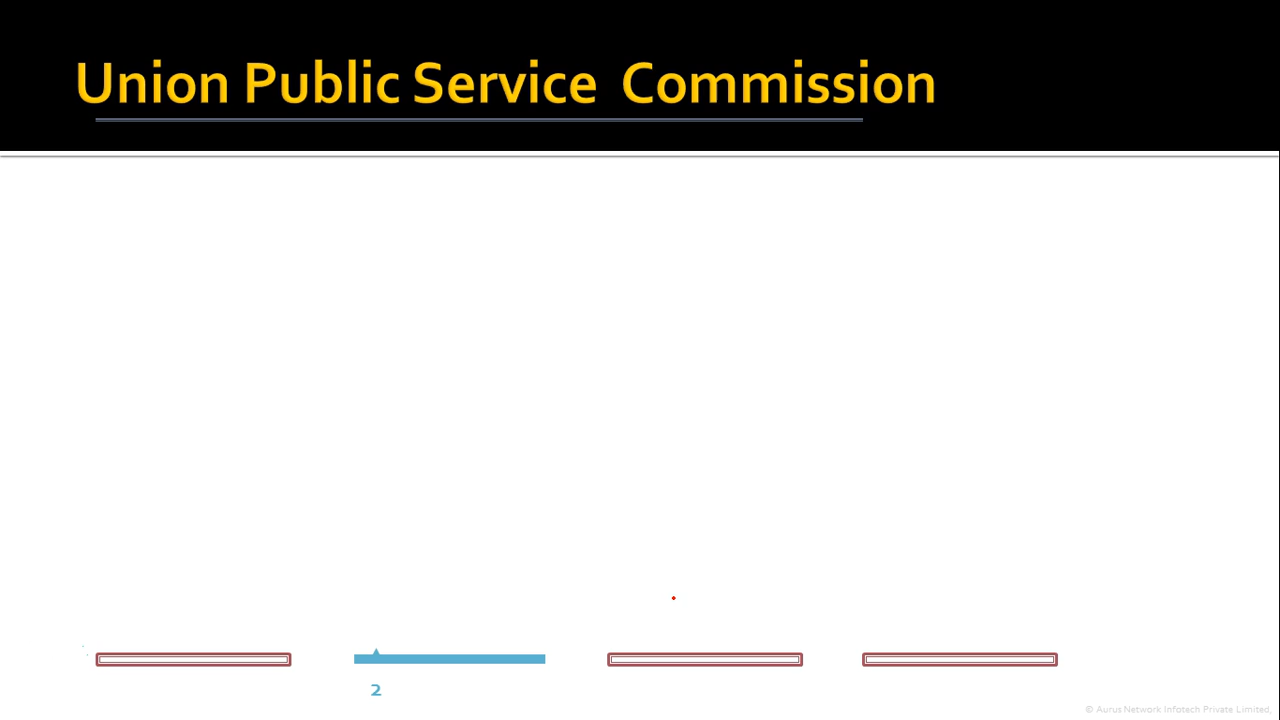 Union Public Service Commission
2
© Aurus Network Infotech Private Limited,